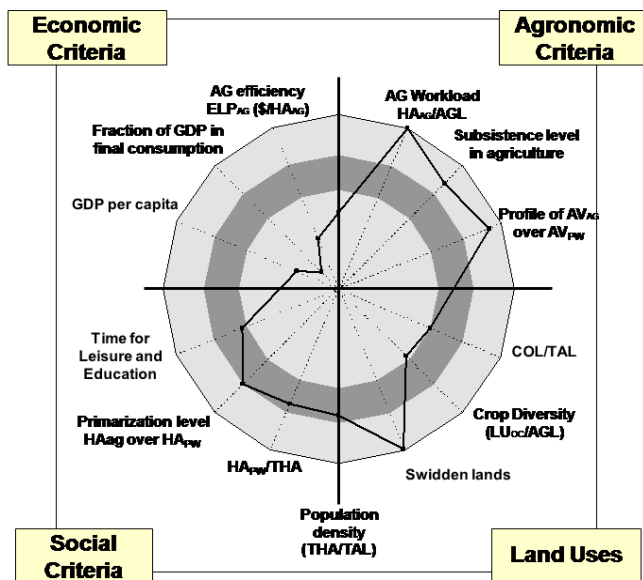 Economic
Criteria
Agronomic
Criteria
AG efficiency
ELPAG ($/HAAG)
AG Workload
HAAG/AGL
Fraction of GDP in
final consumption
Subsistence level
in agriculture
GDP per capita
Profile of AVAG
over AVPW
Time for
Leisure and
Education
COL/TAL
Primarization level
HAag over HAPW
Crop Diversity
(LUOC/AGL)
HAPW/THA
Swidden lands
Population
density
(THA/TAL)
Social
Criteria
Land Uses